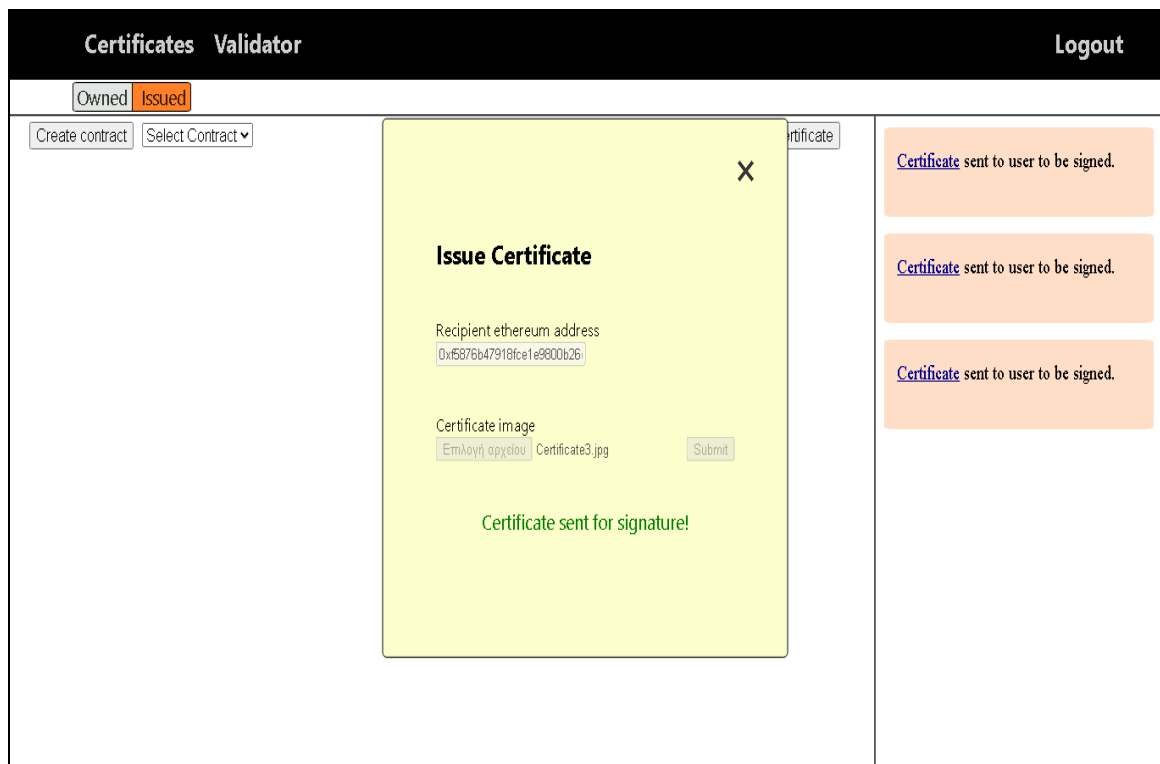 Certificates Validator Logout
Owned Issued
Create contract Select Contract
Certificate sent to user to be signed.
Certificate sent to user to be signed.
Certificate sent to user to be signed.
X
Issue Certificate
Recipient ethereum address
0xf5876b47918fce1e9800b26
Certificate image
Επιλογή αρχείου Certificate3.jpg Submit
Certificate sent for signature!